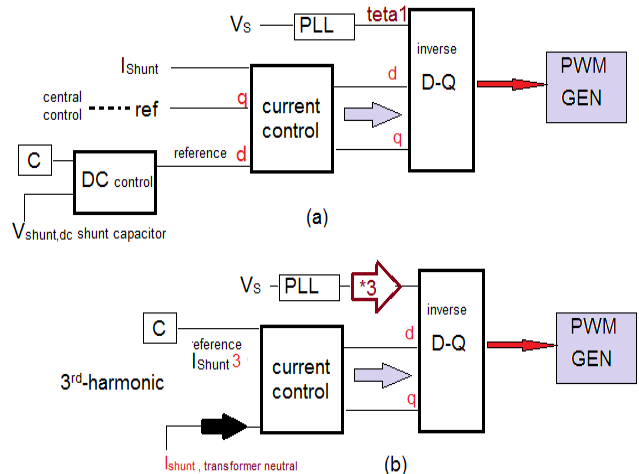 teta1
VS PLL
inverse
D-Q
PWM
GEN
IShunt
d
central
control
ref
q
current
control
q
reference d
C
DC control
Vshunt,dc shunt capacitor
(a)
VS PLL *3
inverse
D-Q
PWM
GEN
C
reference
IShunt 3
d
current
control
3rd-harmonic
q
Ishunt , transformer neutral
(b)